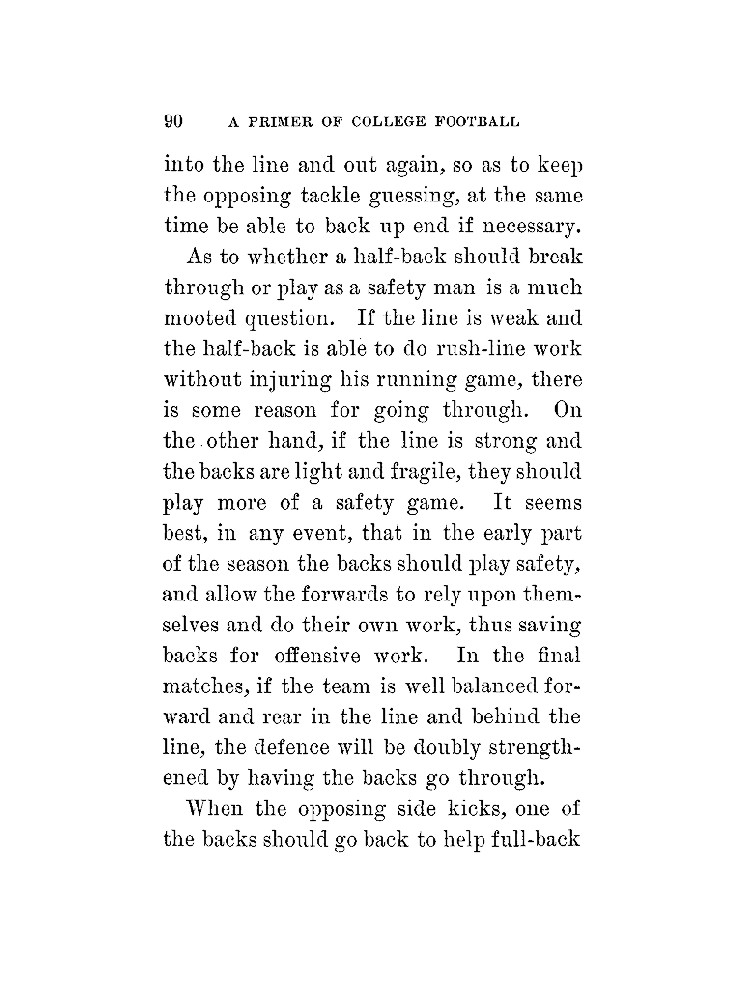 90 A PRIMER OF COLLEGE FOOTBALL
into the line and out again, so as to keep
the opposing tackle guessing, at the same
time be able to back up end if necessary.
As to whether a half-back should break
through or play as a safety man is a much
mooted question. If the line is weak and
the half-back is able to do rush-line work
without injuring his running game, there
is some reason for going through. On
the other hand, if the line is strong and
the backs are light and fragile, they should
play more of a safety game. It seems
best, in any event, that in the early part
of the season the backs should play safety,
and allow the forwards to rely upon them-
selves and do their own work, thus saving
backs for offensive work. In the final
matches, if the team is well balanced for-
ward and rear in the line and behind the
line, the defence will be doubly strength-
ened by having the backs go through.
When the opposing side kicks, one of
the backs should go back to help full-back